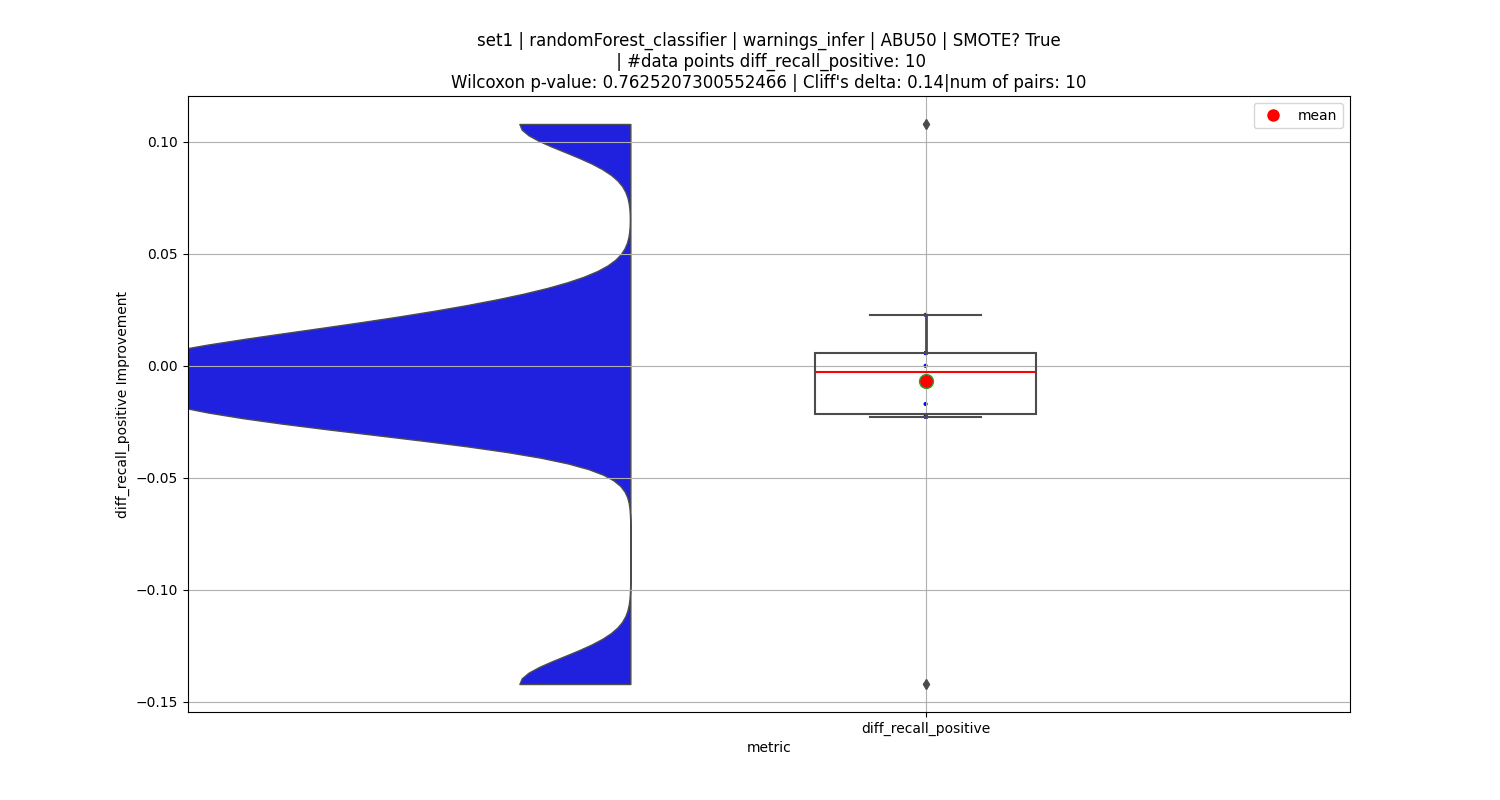 set1 | randomForest_classifier | warnings_infer | ABU50 | SMOTE? True
| #data points diff_recall_positive: 10
Wilcoxon p-value: 0.7625207300552466 | Cliff's delta: 0.14|num of pairs: 10
mean
0.10
0.05
0.00
−0.05
−0.10
−0.15
diff_recall_positive Improvement
diff_recall_positive
metric